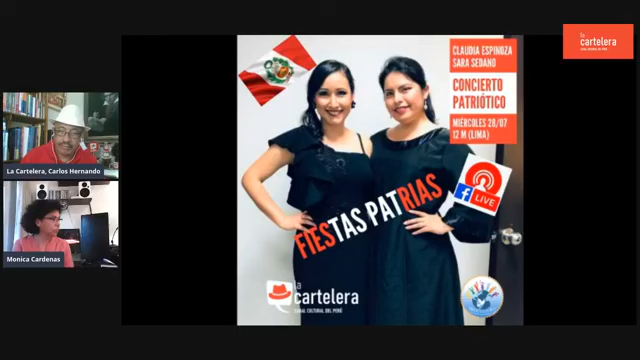 la
cartelera
CLAUDIA ESPINOZA
SARA SEDANO
CONCIERTO
PATRIÓTICO
MIÉRCOLES 28/07
12 M (LIMA)
La Cartelera, Carlos Hernando
Monica Cardenas
f LIVE
FIESTAS PATRIAS
la
cartelera
CANAL CULTURAL DEL PERÚ